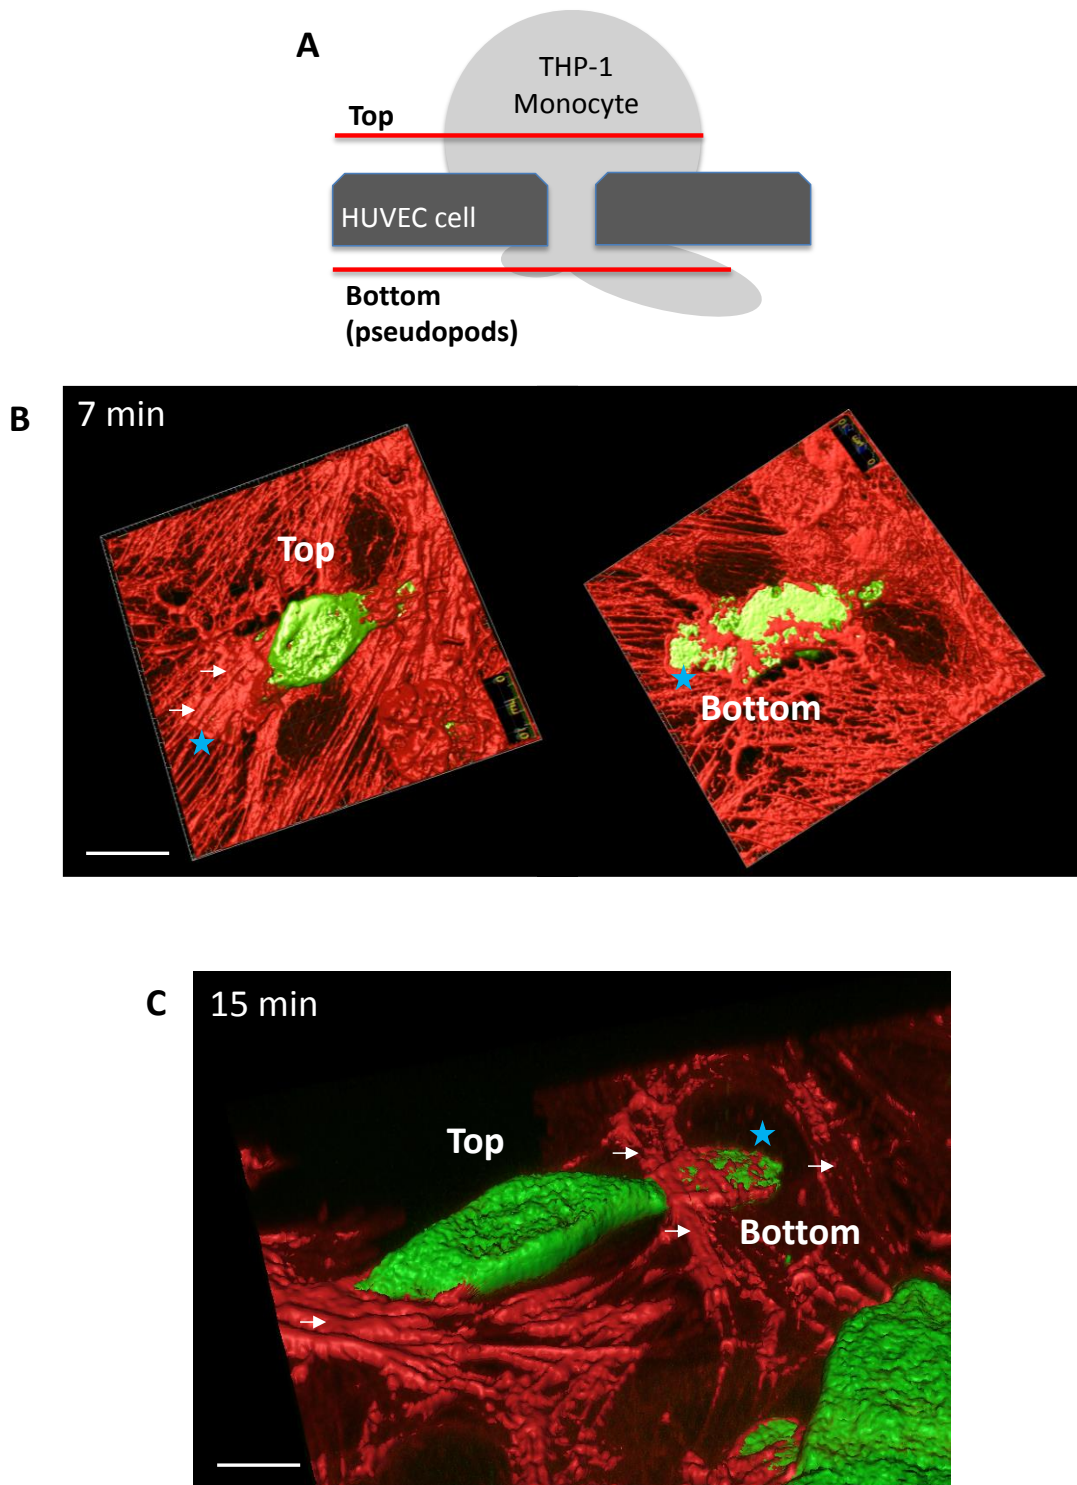 A
THP-1
Monocyte
Top
HUVEC cell
Bottom
(pseudopods)
B
7 min
Top
Bottom
C
15 min
Top
Bottom